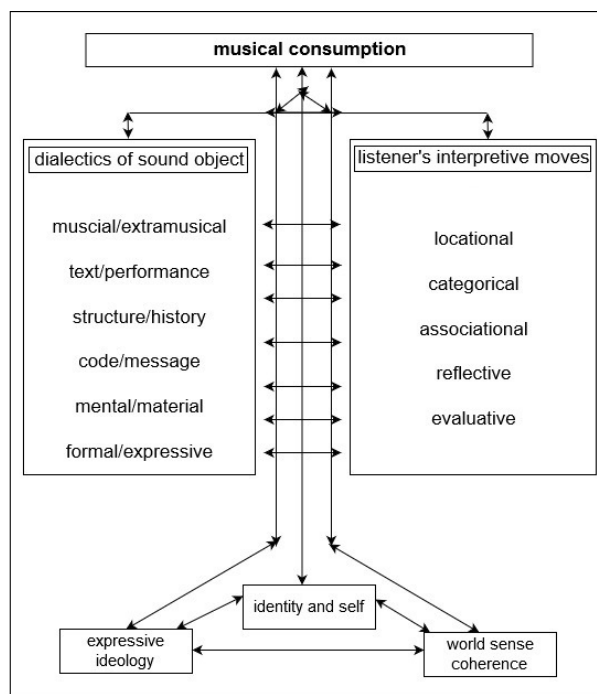 musical consumption
dialectics of sound object
muscial/extramusical
text/performance
structure/history
code/message
mental/material
formal/expressive
listener's interpretive moves
locational
categorical
associational
reflective
evaluative
identity and self
expressive
ideology
world sense
coherence